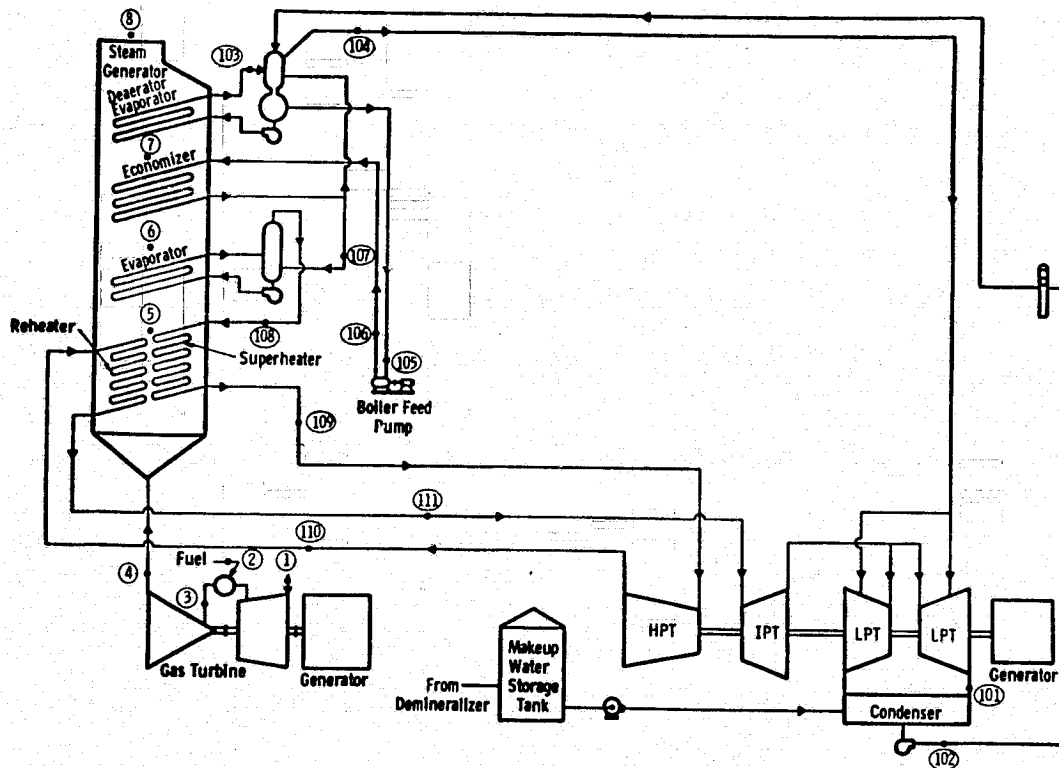 8
Steam
Generator
Deaerator
Evaporator
103
104
7
Economizer
6
Evaporator
107
5
Reheater
108
Superheater
106
105
Boiler Feed
Pump
109
111
110
Fuel
2
1
4
3
Gas Turbine
Generator
HPT
IPT
LPT
LPT
Makeup
Water
Storage
Tank
From
Demineralizer
Generator
101
Condenser
102